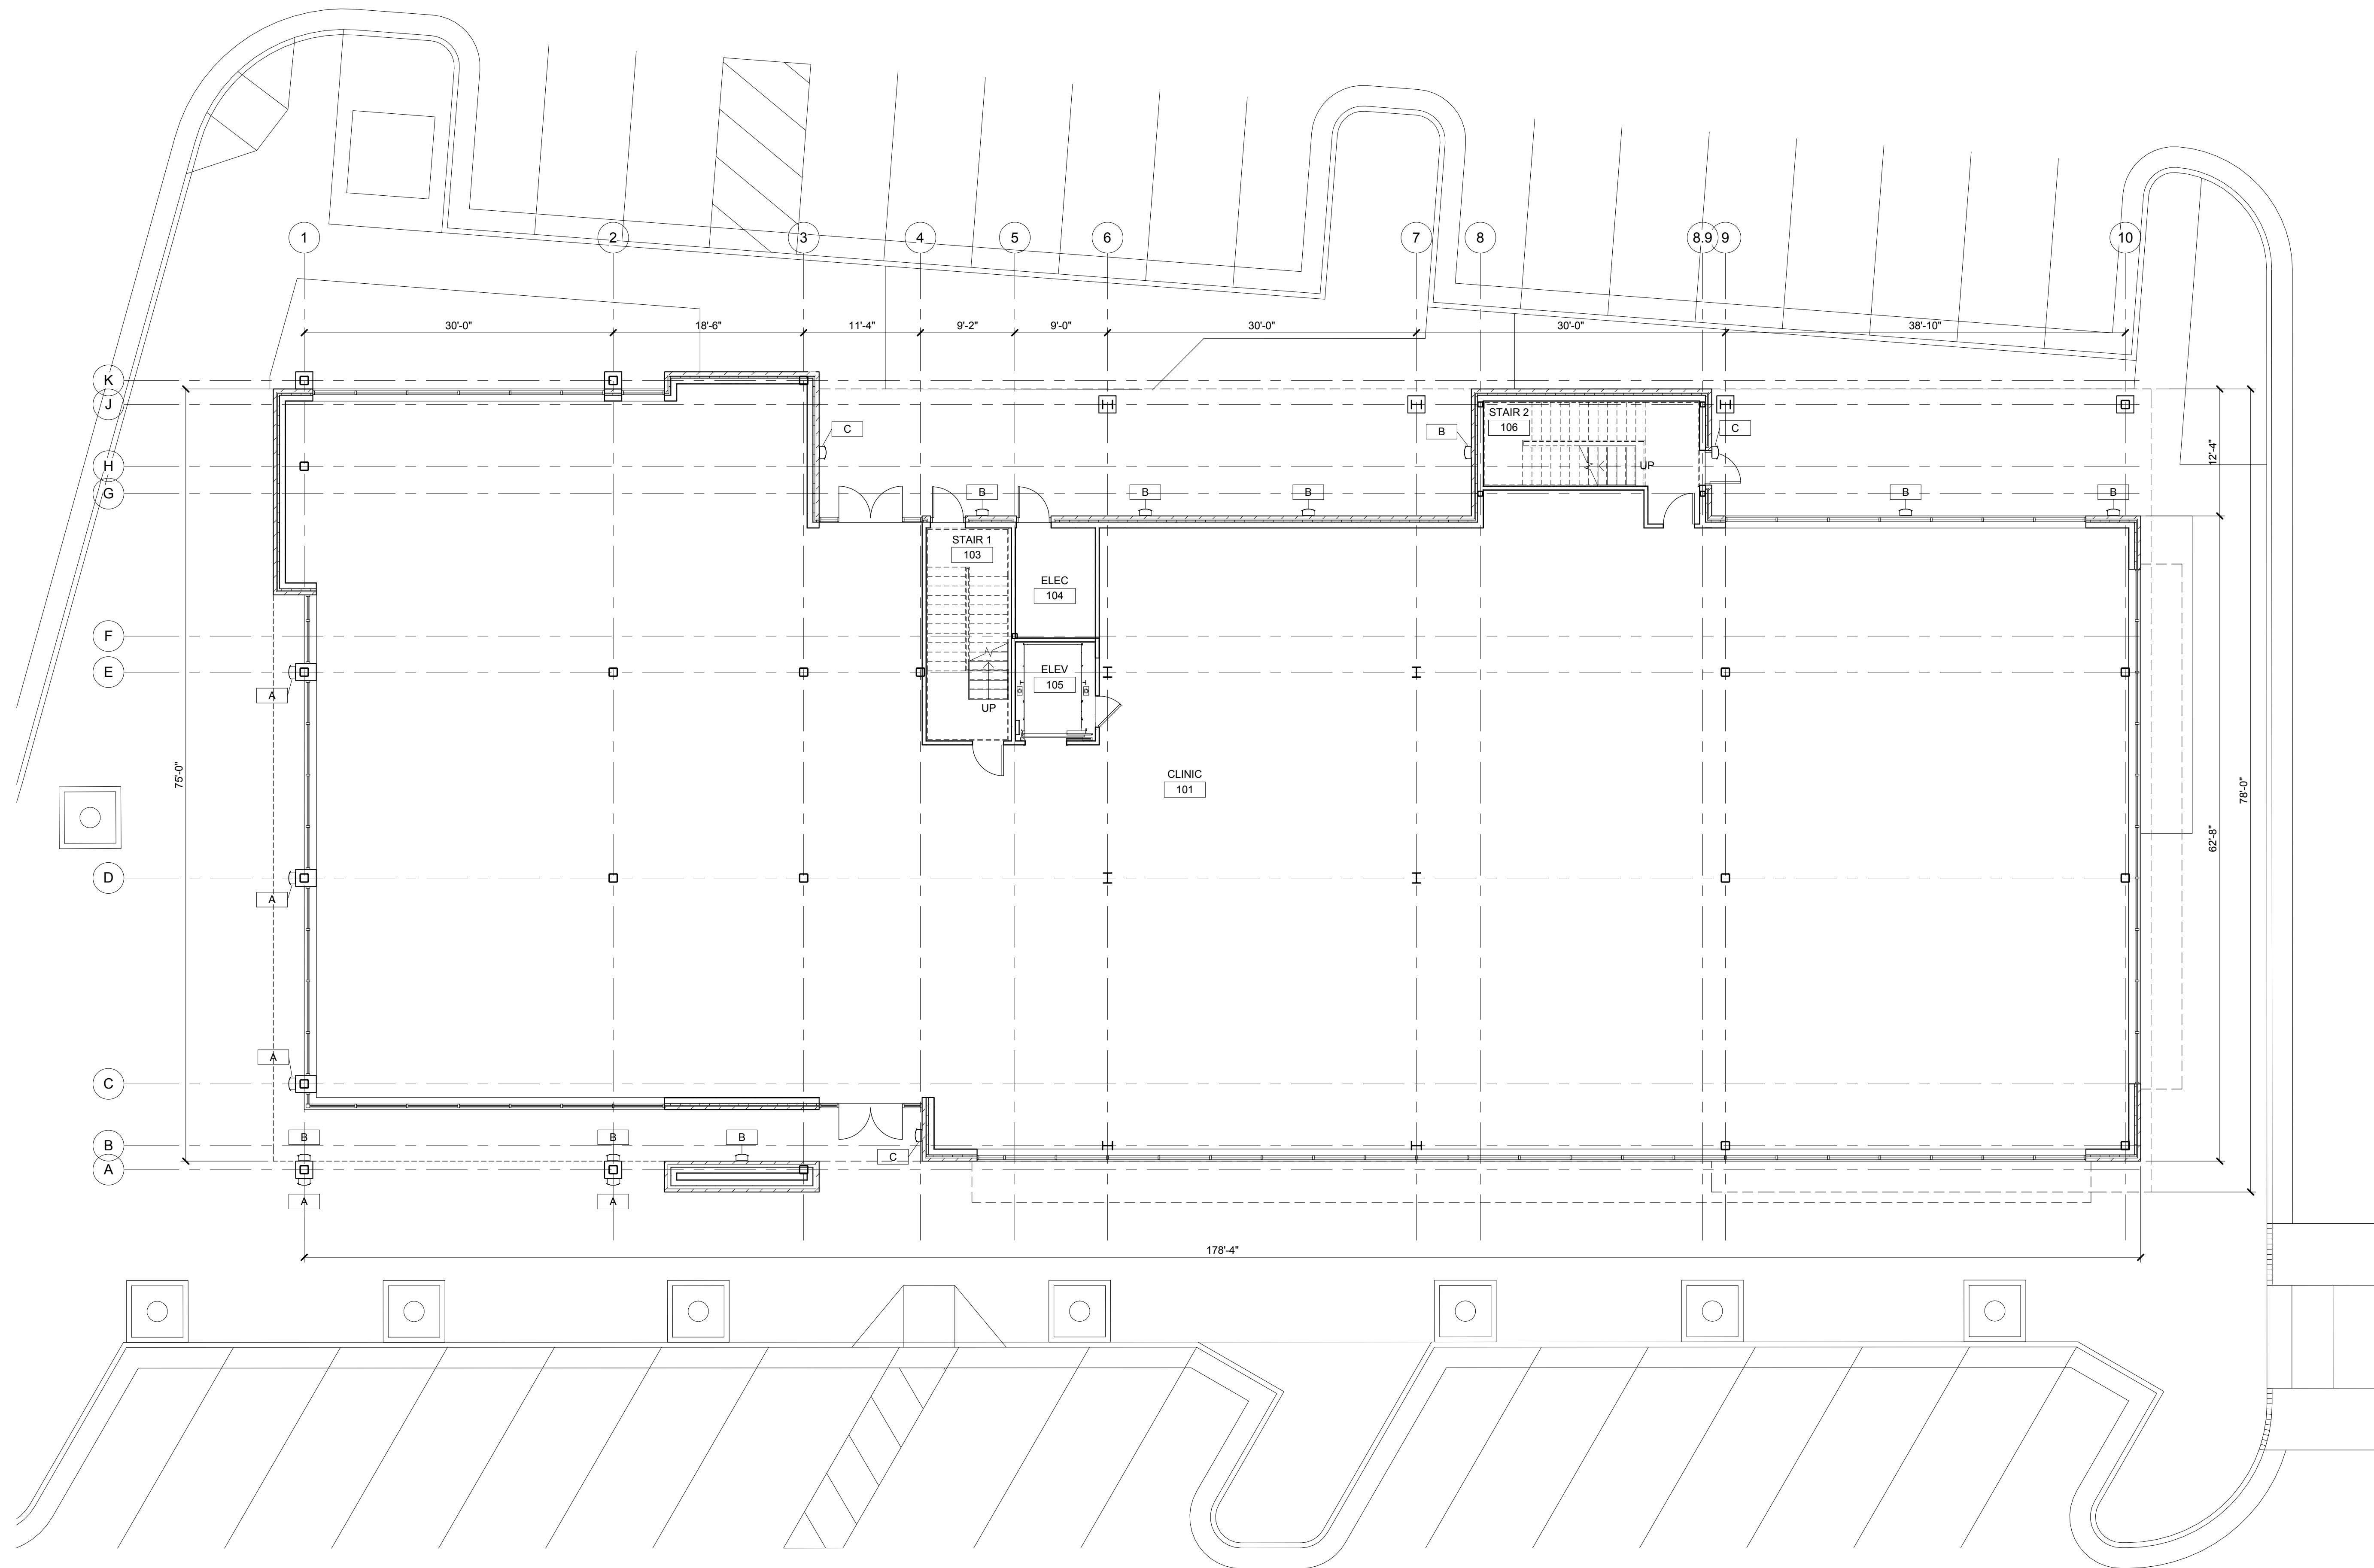 1 2 3 4 5 6 7 8 8.9 9 10
30'-0" 18'-6" 11'-4" 9'-2" 9'-0" 30'-0" 30'-0" 38'-10"
K
J
STAIR 2
106
B
C
C
H
UP
12'-4"
G
B B B B B
STAIR 1
103
ELEC
104
F
E
ELEV
105
A
UP
75'-0"
CLINIC
101
78'-0"
62'-8"
D
A
C
A
B
B B B
C
A
A A
178'-4"